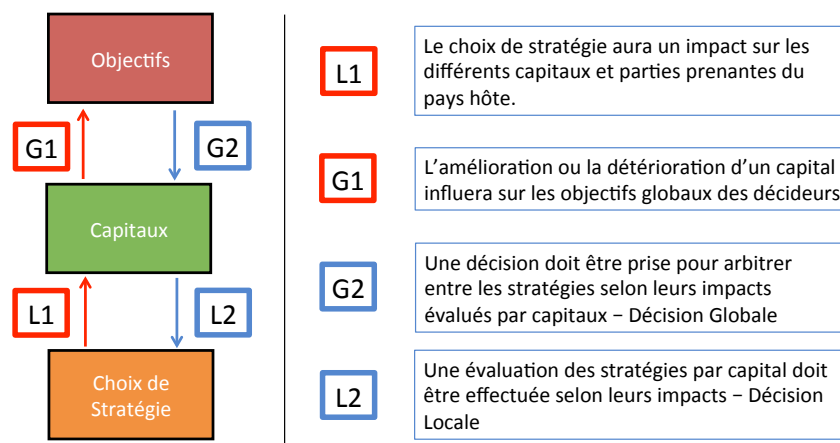 Objectifs
G1
G2
Capitaux
L1
L2
Choix de
Stratégie
L1
Le choix de stratégie aura un impact sur les
différents capitaux et parties prenantes du
pays hôte.
G1
L'amélioration ou la détérioration d'un capital
influera sur les objectifs globaux des décideurs
G2
Une décision doit être prise pour arbitrer
entre les stratégies selon leurs impacts
évalués par capitaux – Décision Globale
L2
Une évaluation des stratégies par capital doit
être effectuée selon leurs impacts – Décision
Locale